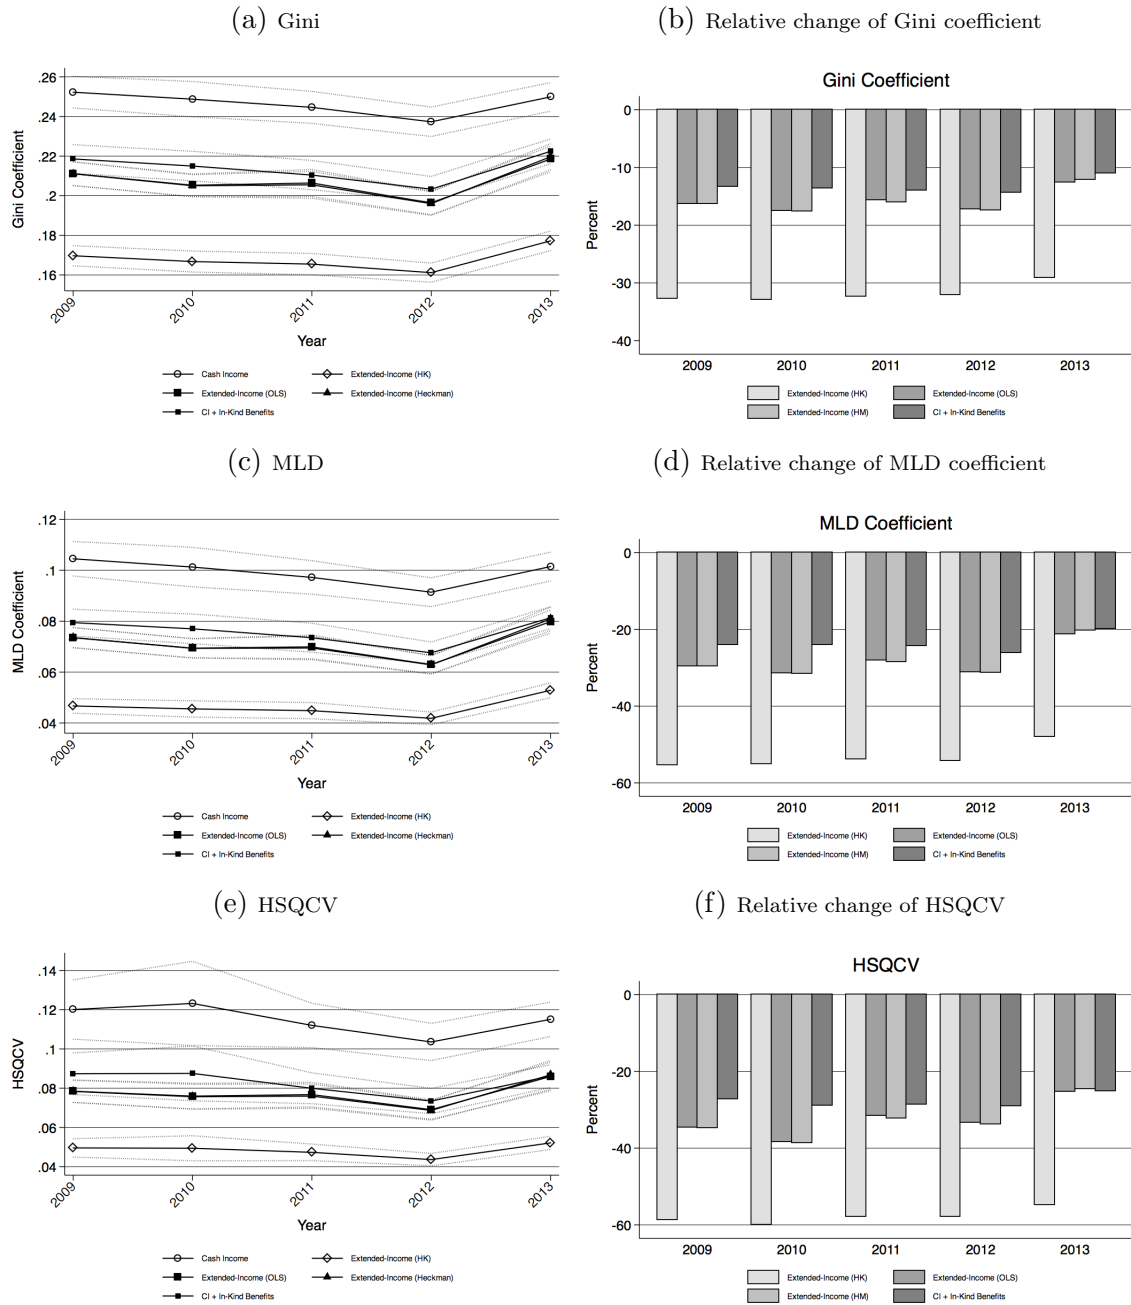 (a) Gini
(b) Relative change of Gini coefficient
.26
.24
.22
.2
.18
.16
Gini Coefficient
2009
2010
2011
2012
2013
Year
Cash Income
Extended-Income (HK)
Extended-Income (OLS)
Extended-Income (Heckman)
CI + In-Kind Benefits
Gini Coefficient
0
-10
-20
-30
-40
Percent
2009
2010
2011
2012
2013
Extended-Income (HK)
Extended-Income (OLS)
Extended-Income (HM)
CI + In-Kind Benefits
(c) MLD
(d) Relative change of MLD coefficient
.12
.1
.08
.06
.04
MLD Coefficient
2009
2010
2011
2012
2013
Year
Cash Income
Extended-Income (HK)
Extended-Income (OLS)
Extended-Income (Heckman)
CI + In-Kind Benefits
MLD Coefficient
0
-20
-40
-60
Percent
2009
2010
2011
2012
2013
Extended-Income (HK)
Extended-Income (OLS)
Extended-Income (HM)
CI + In-Kind Benefits
(e) HSQCV
(f) Relative change of HSQCV
.14
.12
.1
.08
.06
.04
HSQCV
2009
2010
2011
2012
2013
Year
Cash Income
Extended-Income (HK)
Extended-Income (OLS)
Extended-Income (Heckman)
CI + In-Kind Benefits
HSQCV
0
-20
-40
-60
Percent
2009
2010
2011
2012
2013
Extended-Income (HK)
Extended-Income (OLS)
Extended-Income (HM)
CI + In-Kind Benefits